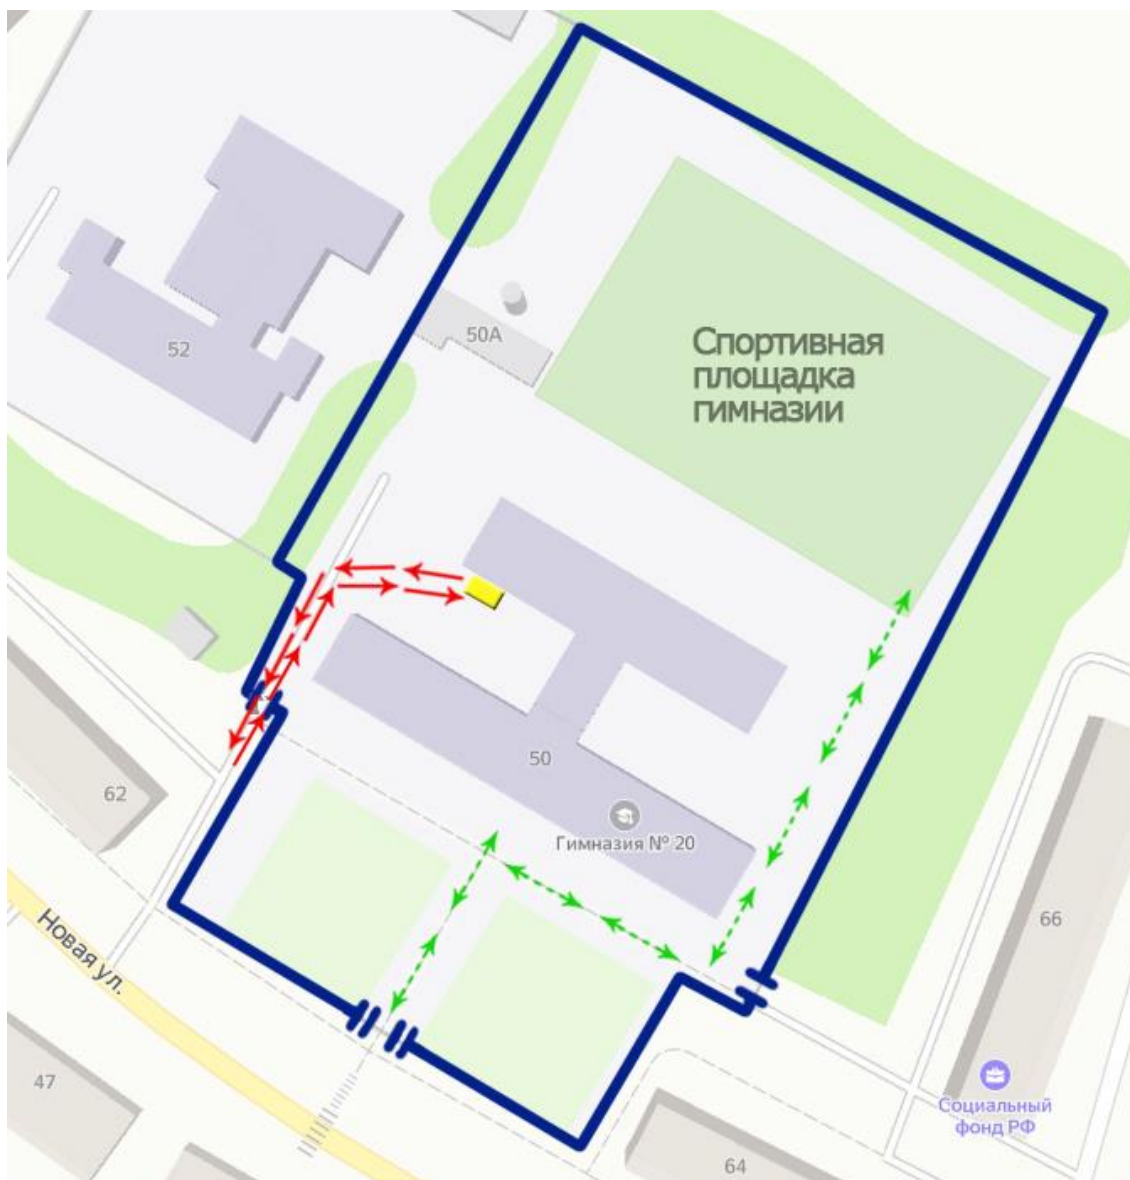 50А
Спортивная
площадка
гимназии
52
50
Гимназия № 20
62
66
Новая ул.
47
Социальный
фонд РФ
64